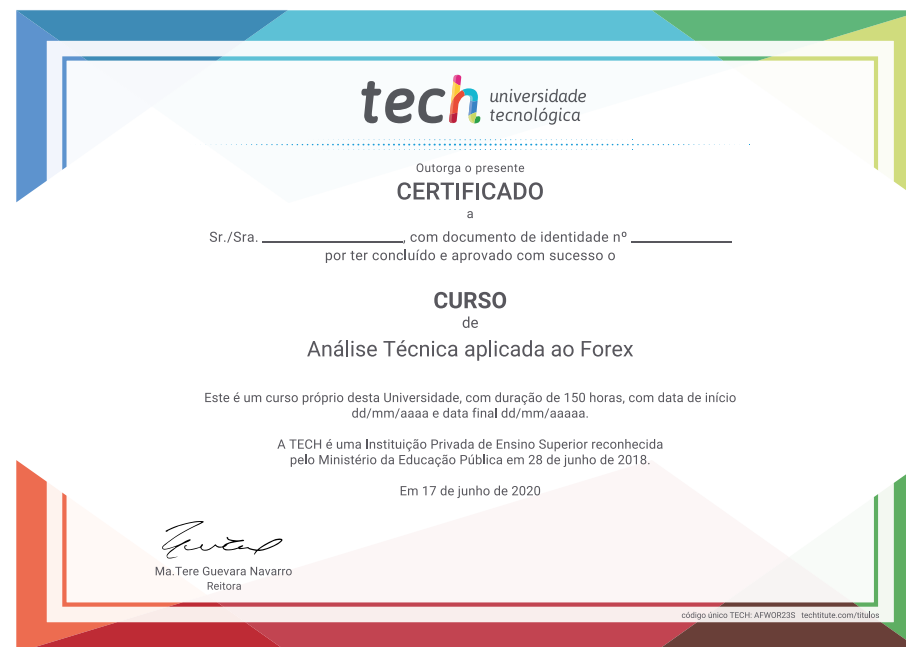 tech universidade
tecnológica
Outorga o presente
CERTIFICADO
a
Sr./Sra. ____________, com documento de identidade nº ____________
por ter concluído e aprovado com sucesso o
CURSO
de
Análise Técnica aplicada ao Forex
Este é um curso próprio desta Universidade, com duração de 150 horas, com data de início
dd/mm/aaaa e data final dd/mm/aaaaa.
A TECH é uma Instituição Privada de Ensino Superior reconhecida
pelo Ministério da Educação Pública em 28 de junho de 2018.
Em 17 de junho de 2020
Ma.Tere Guevara Navarro
Reitora
código único TECH: AFWOR23S techtitute.com/títulos